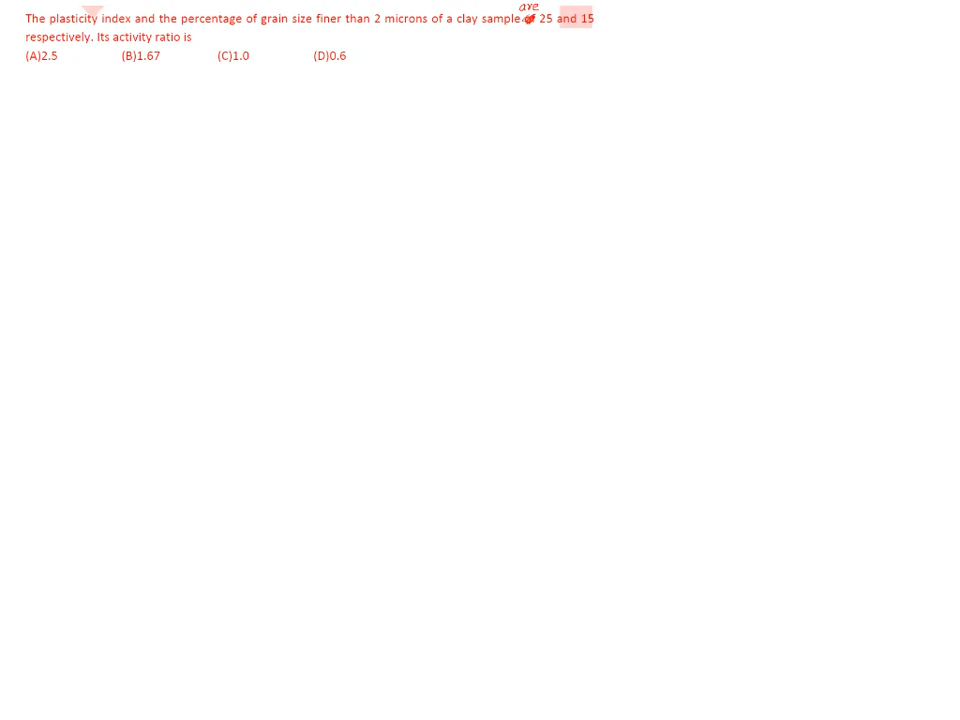 are
The plasticity index and the percentage of grain size finer than 2 microns of a clay sample 25 and 15
respectively. Its activity ratio is
(A)2.5 (B)1.67 (C)1.0 (D)0.6